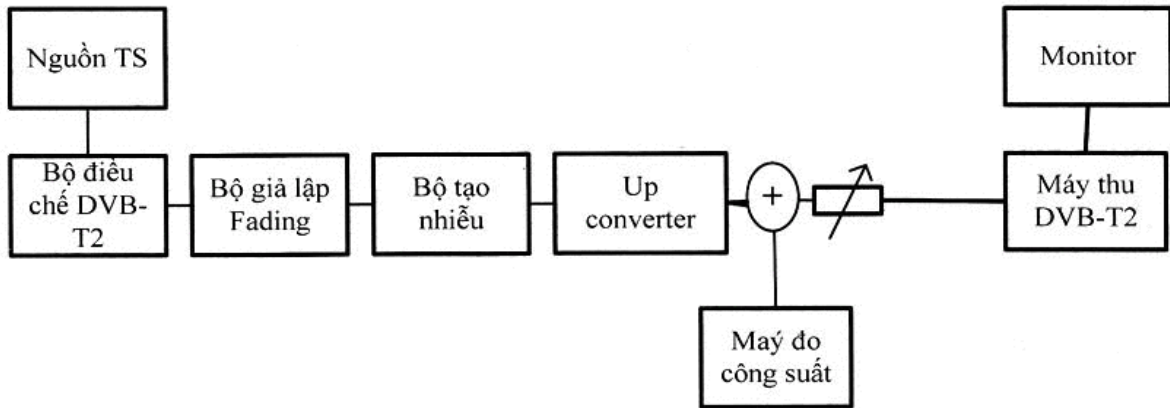 Nguồn TS
Monitor
Bộ điều
chế DVB-
T2
Bộ giả lập
Fading
Bộ tạo
nhiễu
Up
converter
+
Máy thu
DVB-T2
Maý đo
công suất